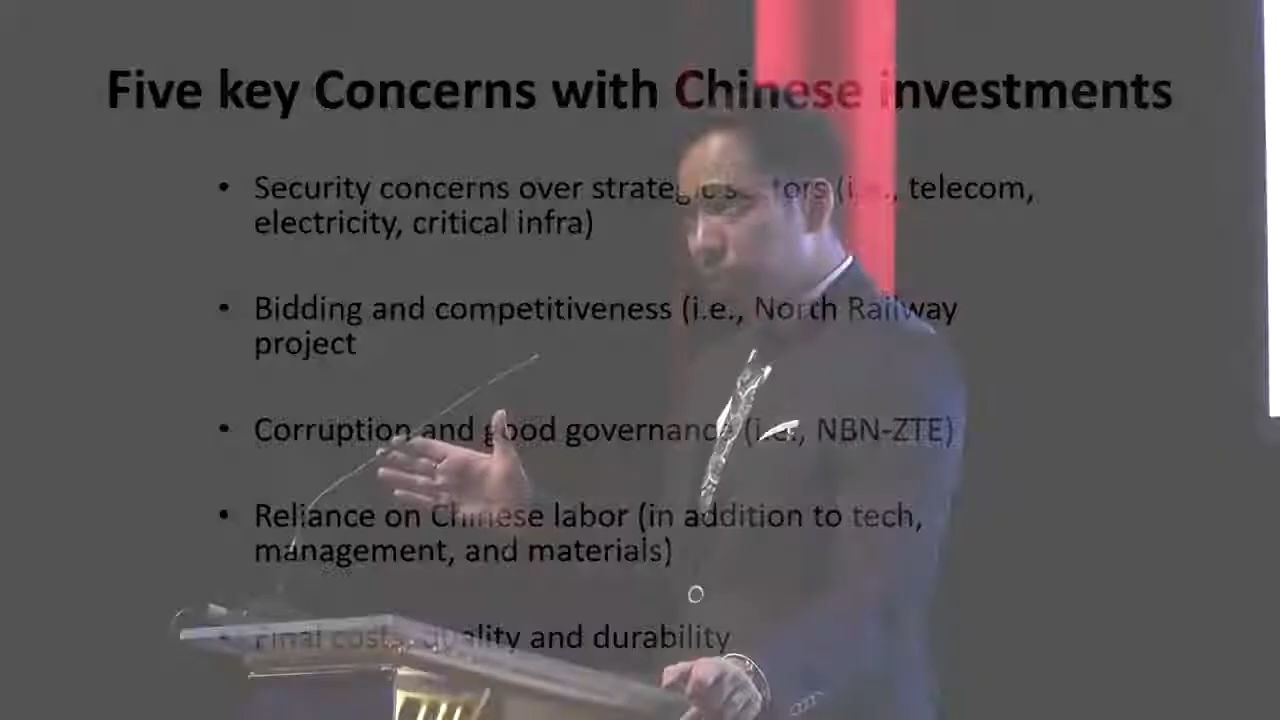 Five key Concerns with Chinese investments
• Security concerns over strategic sectors (i.e., telecom,
electricity, critical infra)
• Bidding and competitiveness (i.e., North Railway
project
• Corruption and good governance (i.e., NBN-ZTE)
• Reliance on Chinese labor (in addition to tech,
management, and materials)
• Final costs, quality and durability